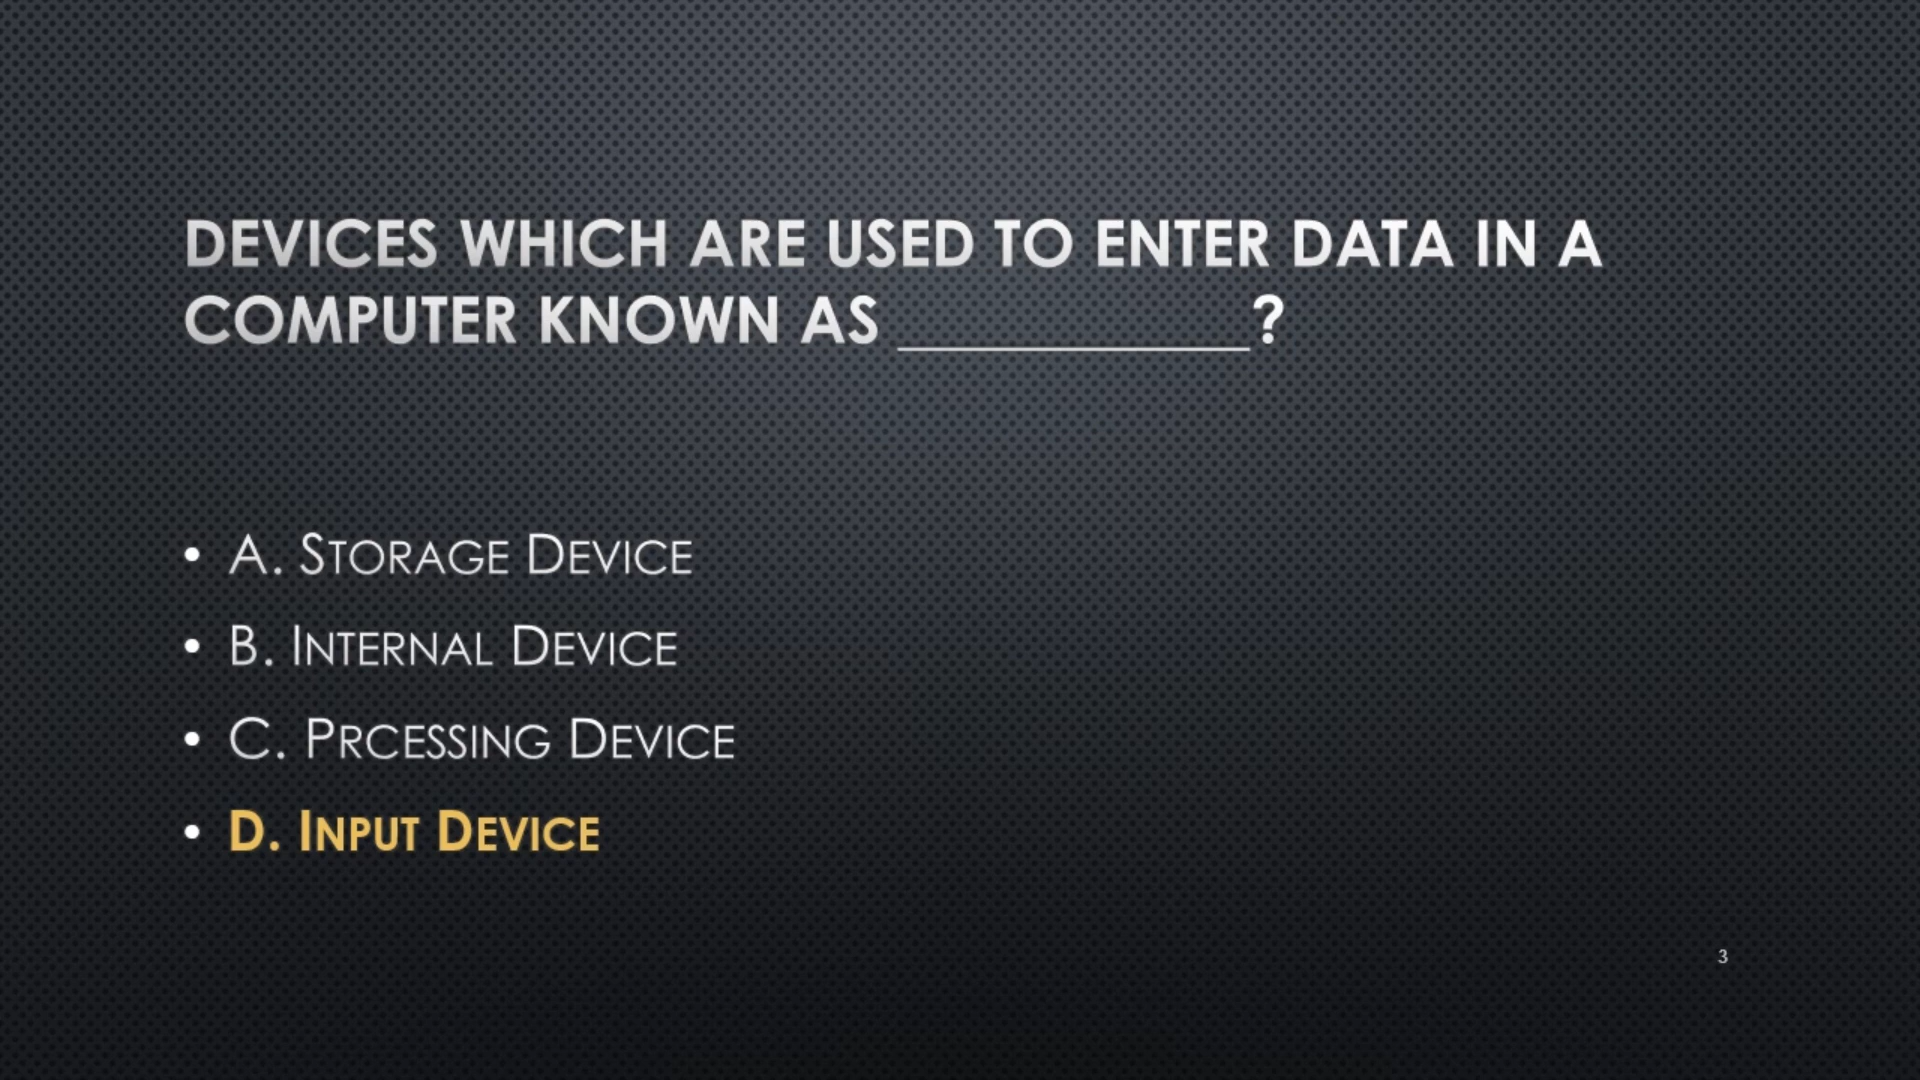 DEVICES WHICH ARE USED TO ENTER DATA IN A
COMPUTER KNOWN AS ____________?
• A. STORAGE DEVICE
• B. INTERNAL DEVICE
• C. PRCESSING DEVICE
• D. INPUT DEVICE
3